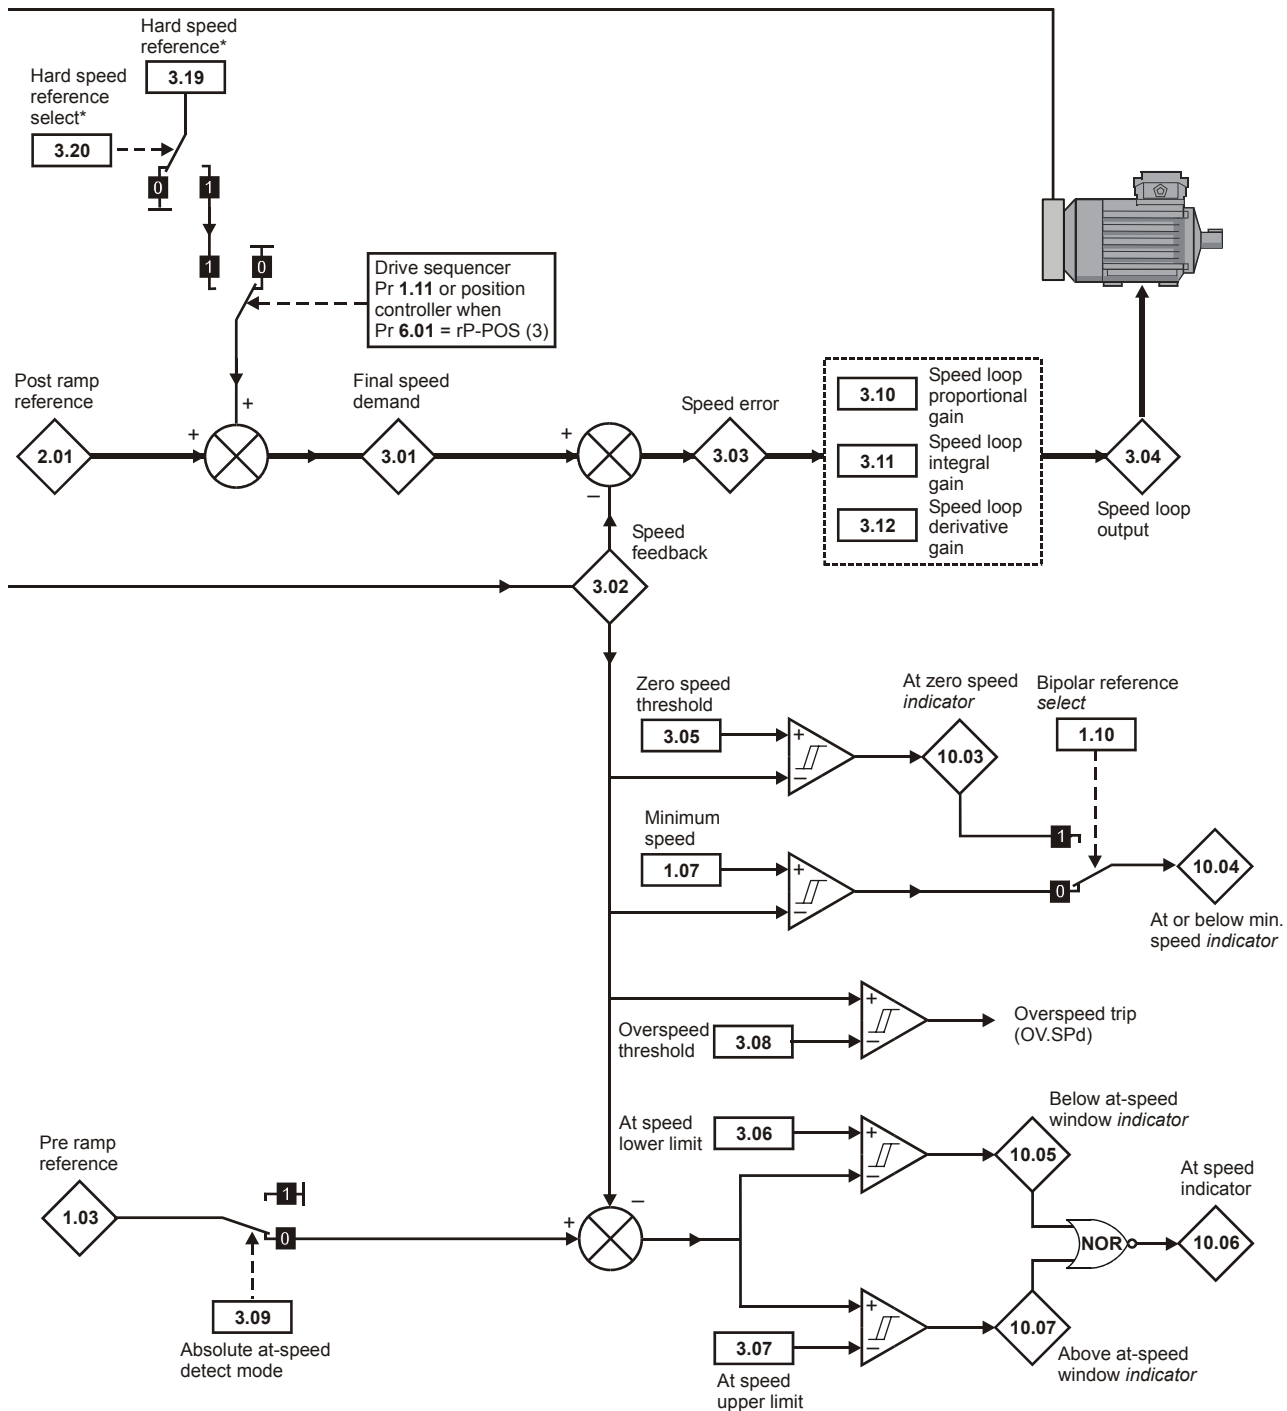 Hard speed
reference*
3.19
Hard speed
reference
select*
3.20
0
1
1
0
Drive sequencer
Pr 1.11 or position
controller when
Pr 6.01 = rP-POS (3)
Post ramp
reference
2.01
+
+
Final speed
demand
3.01
+
−
Speed error
3.03
3.10
Speed loop
proportional
gain
3.11
Speed loop
integral
gain
3.12
Speed loop
derivative
gain
3.04
Speed loop
output
Speed
feedback
3.02
Zero speed
threshold
3.05
+
−
At zero speed
indicator
10.03
Bipolar reference
select
1.10
1
Minimum
speed
1.07
+
−
0
10.04
At or below min.
speed indicator
Overspeed
threshold
3.08
+
−
Overspeed trip
(OV.SPd)
At speed
lower limit
3.06
+
−
Below at-speed
window indicator
10.05
Pre ramp
reference
1.03
1
0
3.09
Absolute at-speed
detect mode
+
−
NOR
At speed
indicator
10.06
3.07
At speed
upper limit
+
−
10.07
Above at-speed
window indicator